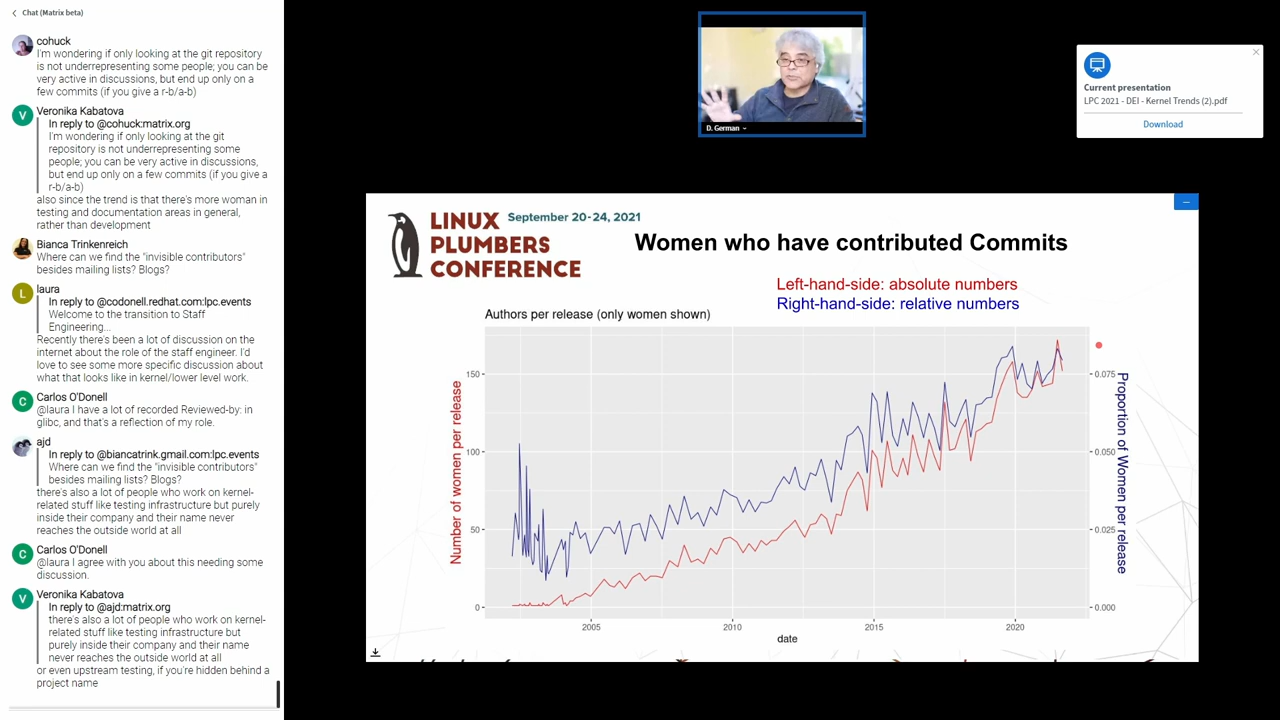 Chat (Matrix beta)
cohuck
I'm wondering if only looking at the git repository
is not underrepresenting some people; you can be
very active in discussions, but end up only on a
few commits (if you give a r-b/a-b)
V
Veronika Kabatova
In reply to @cohuck:matrix.org
I'm wondering if only looking at the git
repository is not underrepresenting some
people; you can be very active in discussions,
but end up only on a few commits (if you give a
r-b/a-b)
also since the trend is that there's more woman in
testing and documentation areas in general,
rather than development
Bianca Trinkenreich
Where can we find the "invisible contributors"
besides mailing lists? Blogs?
L
laura
In reply to @codonell.redhat.com:lpc.events
Welcome to the transition to Staff
Engineering...
Recently there's been a lot of discussion on the
internet about the role of the staff engineer. I'd
love to see some more specific discussion about
what that looks like in kernel/lower level work.
C
Carlos O'Donell
@laura I have a lot of recorded Reviewed-by: in
glibc, and that's a reflection of my role.
ajd
In reply to @biancatrink.gmail.com:lpc.events
Where can we find the "invisible contributors"
besides mailing lists? Blogs?
there's also a lot of people who work on kernel-
related stuff like testing infrastructure but purely
inside their company and their name never
reaches the outside world at all
C
Carlos O'Donell
@laura I agree with you about this needing some
discussion.
V
Veronika Kabatova
In reply to @ajd:matrix.org
there's also a lot of people who work on kernel-
related stuff like testing infrastructure but
purely inside their company and their name
never reaches the outside world at all
or even upstream testing, if you're hidden behind a
project name
D. German
Current presentation
LPC 2021 - DEI - Kernel Trends (2).pdf
Download
LINUX
PLUMBERS
CONFERENCE
September 20-24, 2021
Women who have contributed Commits
Left-hand-side: absolute numbers
Right-hand-side: relative numbers
Authors per release (only women shown)
Number of women per release
150
100
50
0
0.075
0.050
0.025
0.000
Proportion of Women per release
2005
2010
2015
2020
date